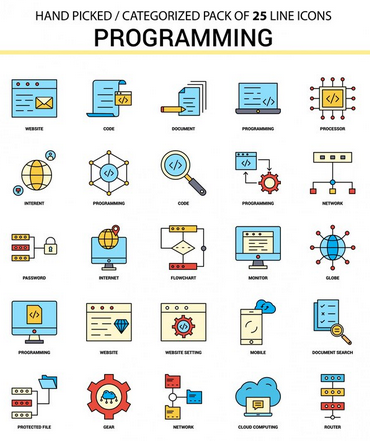 HAND PICKED / CATEGORIZED PACK OF 25 LINE ICONS
PROGRAMMING
WEBSITE CODE DOCUMENT PROGRAMMING PROCESSOR
INTERENT PROGRAMMING CODE PROGRAMMING NETWORK
PASSWORD INTERNET FLOWCHART MONITOR GLOBE
PROGRAMMING WEBSITE WEBSITE SETTING MOBILE DOCUMENT SEARCH
PROTECTED FILE GEAR NETWORK CLOUD COMPUTING ROUTER